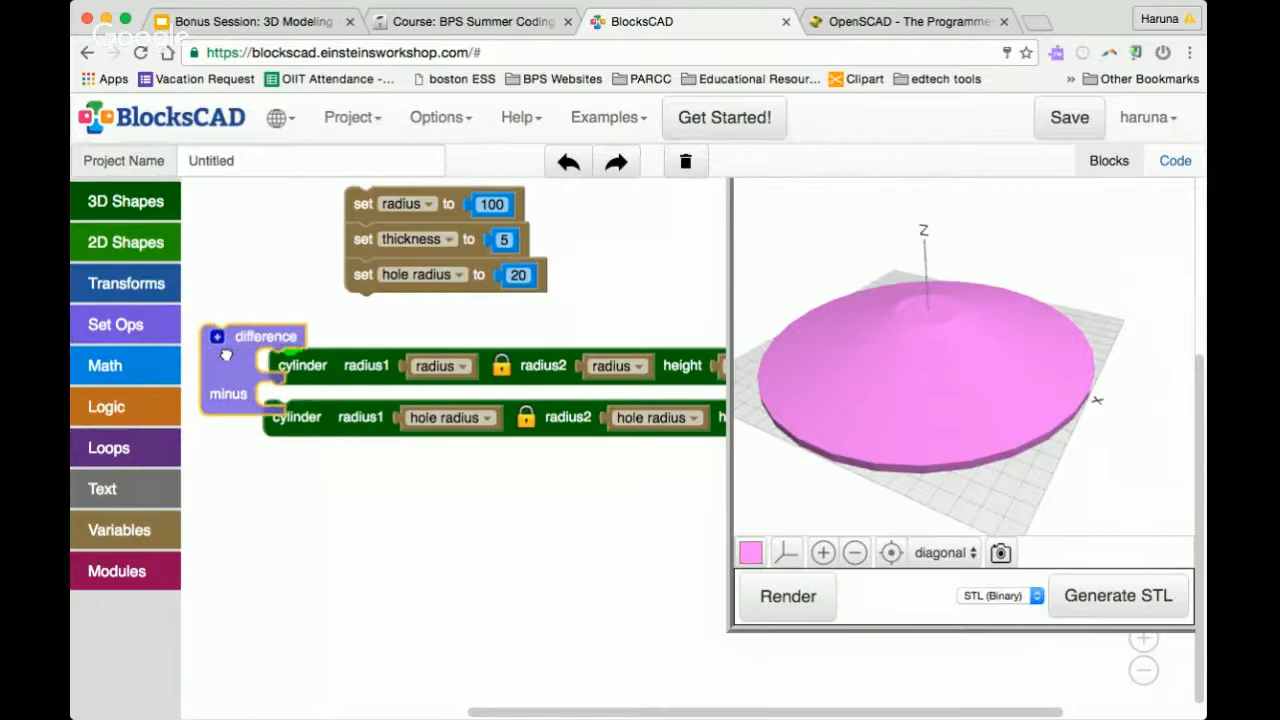 Bonus Session: 3D Modeling
Course: BPS Summer Coding
BlocksCAD
OpenSCAD - The Programme
Haruna
Google
https://blockscad.einsteinsworkshop.com/#
Apps
Vacation Request
OIIT Attendance -...
boston ESS
BPS Websites
PARCC
Educational Resour...
Clipart
edtech tools
»
Other Bookmarks
BlocksCAD
Project
Options
Help
Examples
Get Started!
Save
haruna
Project Name
Untitled
Blocks
Code
3D Shapes
2D Shapes
Transforms
Set Ops
Math
Logic
Loops
Text
Variables
Modules
set radius to 100
set thickness to 5
set hole radius to 20
difference
cylinder radius1 radius radius2 radius height
minus
cylinder radius1 hole radius radius2 hole radius h
Z
X
diagonal
Render
STL (Binary)
Generate STL